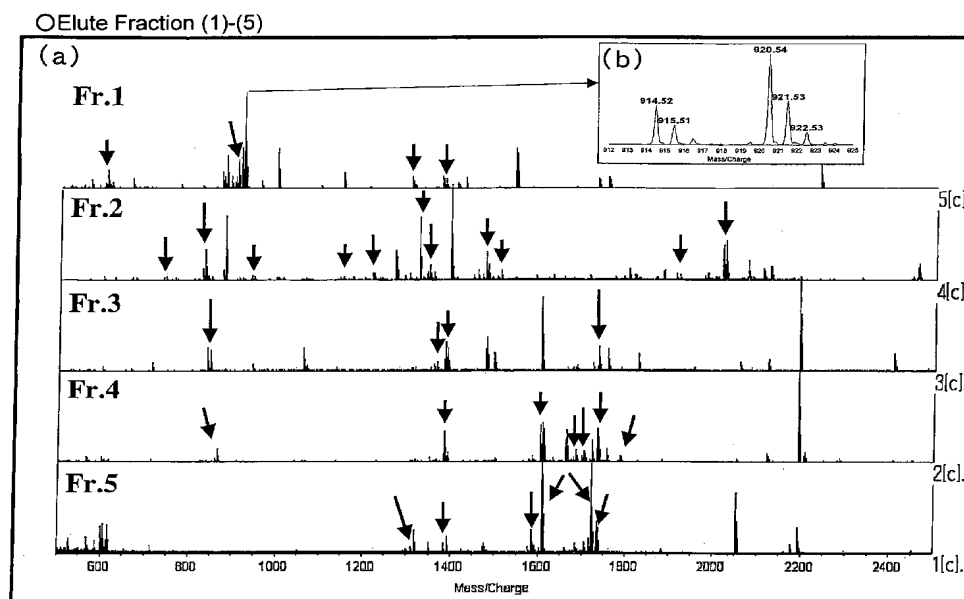 ○Elute Fraction (1)-(5)
(a)
(b)
Fr.1
914.52
915.51
920.54
921.53
922.53
912 913 914 915 916 917 918 919 920 921 922 923 924 925
Mass/Charge
5[c]
Fr.2
4[c]
Fr.3
3[c].
Fr.4
2[c].
Fr.5
1[c].
600 800 1000 1200 1400 1600 1800 2000 2200 2400
Mass/Charge